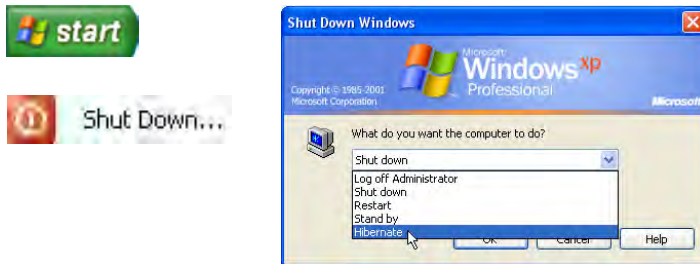 start
Shut Down...
Shut Down Windows
Copyright © 1985-2001
Microsoft Corporation
Microsoft
Windows xp
Professional
Microsoft
What do you want the computer to do?
Shut down
Log off Administrator
Shut down
Restart
Stand by
Hibernate
OK
Cancel
Help